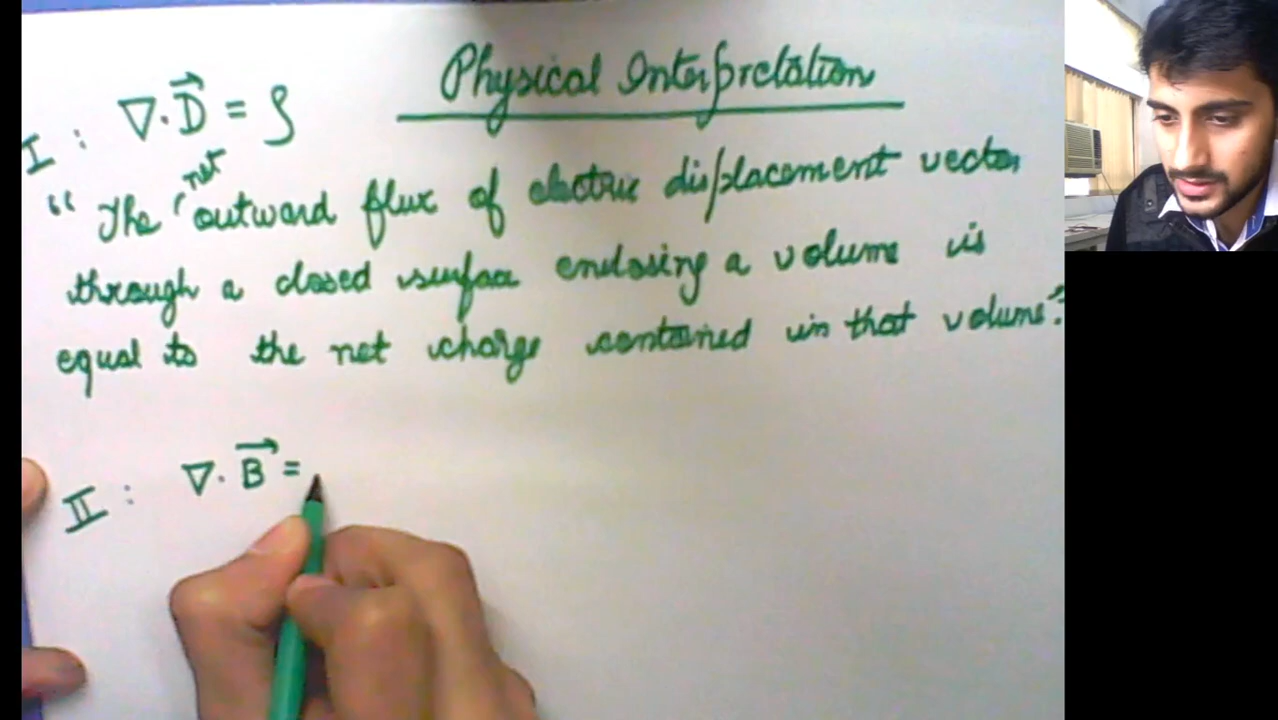 Physical Interpretation
I : ∇·D⃗ = ρ
net
“ The ( outward flux of electric displacement vector
through a closed surface enclosing a volume is
equal to the net charge contained in that volume.”
II : ∇·B⃗ =